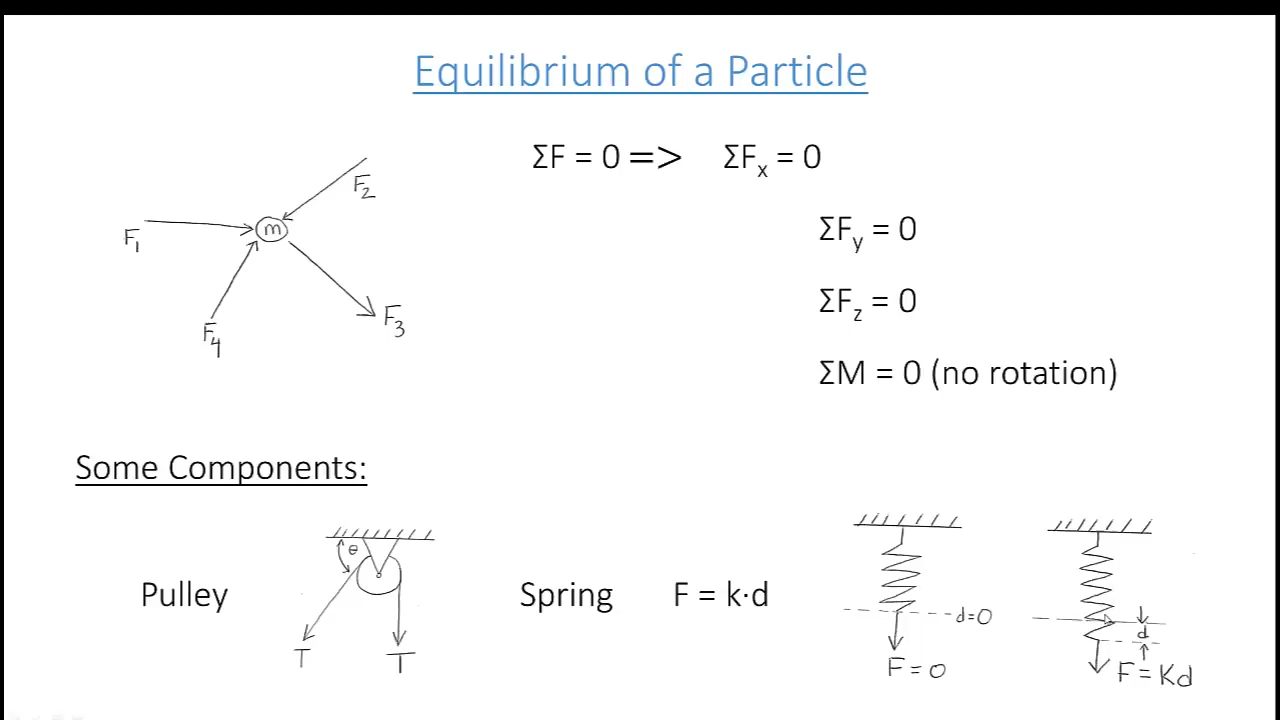 Equilibrium of a Particle
ΣF = 0 => ΣFx = 0
ΣFy = 0
ΣFz = 0
ΣM = 0 (no rotation)
F1
F2
m
F3
F4
Some Components:
Pulley
θ
T
T
Spring
F = k·d
d=0
F=0
d
F=Kd